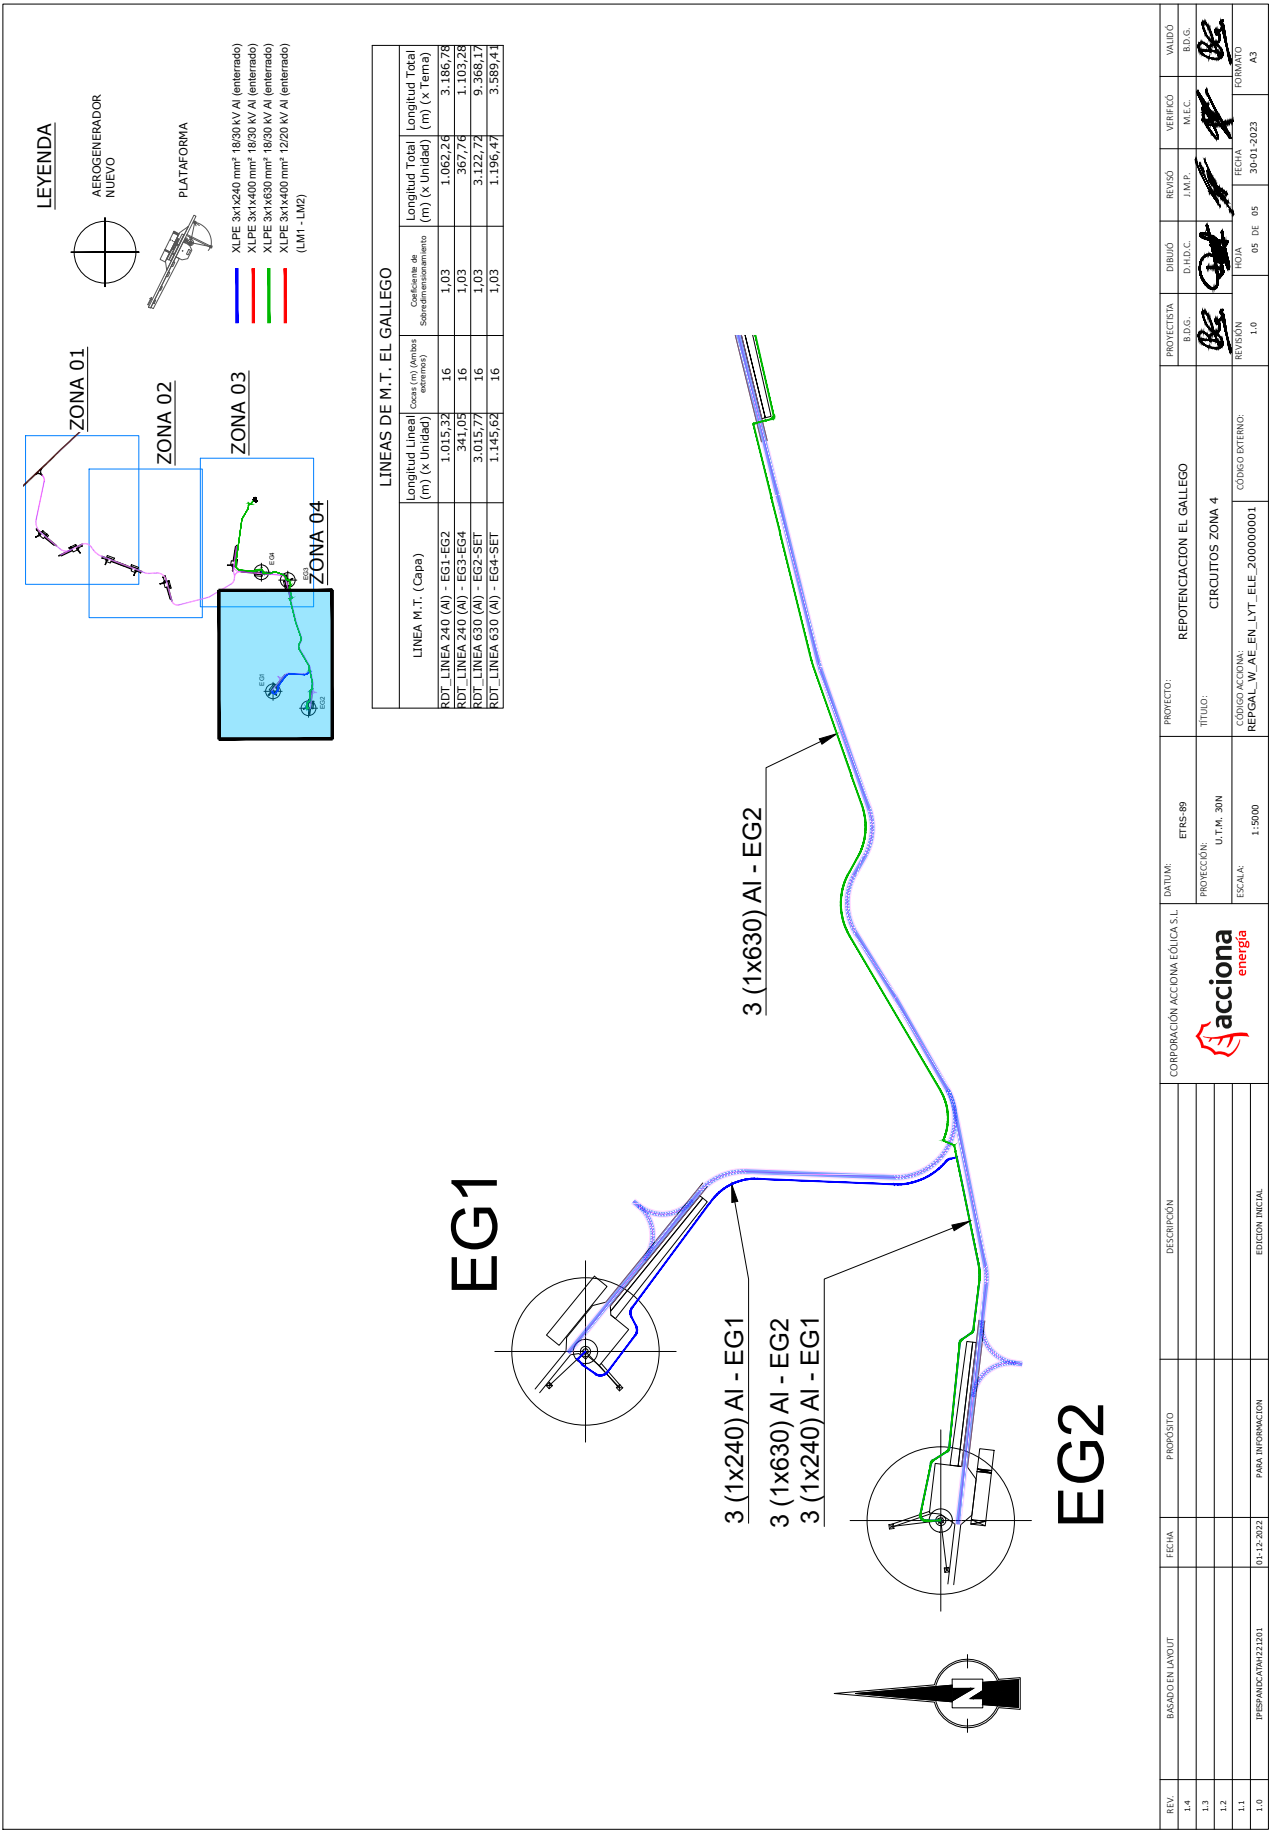 LEYENDA
AEROGENERADOR
NUEVO
PLATAFORMA
XLPE 3x1x240 mm² 18/30 kV Al (enterrado)
XLPE 3x1x400 mm² 18/30 kV Al (enterrado)
XLPE 3x1x630 mm² 18/30 kV Al (enterrado)
XLPE 3x1x400 mm² 12/20 kV Al (enterrado)
(LM1 - LM2)
ZONA 01
ZONA 02
ZONA 03
ZONA 04
EG1
EG2
EG3
EG4
LINEAS DE M.T. EL GALLEGO
LINEA M.T. (Capa) Longitud Lineal (m) (x Unidad) Cocas (m) (Ambos extremos) Coeficiente de Sobredimensionamiento Longitud Total (m) (x Unidad) Longitud Total (m) (x Terna)
RDT_LINEA 240 (Al) - EG1-EG2 1.015,32 16 1,03 1.062,26 3.186,78
RDT_LINEA 240 (Al) - EG3-EG4 341,05 16 1,03 367,76 1.103,28
RDT_LINEA 630 (Al) - EG2-SET 3.015,77 16 1,03 3.122,72 9.368,17
RDT_LINEA 630 (Al) - EG4-SET 1.145,62 16 1,03 1.196,47 3.589,41
EG1
3 (1x240) Al - EG1
3 (1x630) Al - EG2
3 (1x240) Al - EG1
3 (1x630) Al - EG2
EG2
N
REV. BASADO EN LAYOUT FECHA PROPÓSITO DESCRIPCIÓN
1.4
1.3
1.2
1.1
1.0 IPESPANDCATAH221201 01-12-2022 PARA INFORMACION EDICION INICIAL
CORPORACIÓN ACCIONA EÓLICA S.L.
acciona
energía
DATUM:
ETRS-89
PROYECCIÓN:
U.T.M. 30N
ESCALA:
1:5000
PROYECTO:
REPOTENCIACION EL GALLEGO
TÍTULO:
CIRCUITOS ZONA 4
CÓDIGO ACCIONA:
REPGAL_W_AE_EN_LYT_ELE_200000001
CÓDIGO EXTERNO:
PROYECTISTA DIBUJÓ REVISÓ VERIFICÓ VALIDÓ
B.D.G. D.H.D.C. J.M.P. M.E.C. B.D.G.
REVISIÓN HOJA FECHA FORMATO
1.0 05 DE 05 30-01-2023 A3